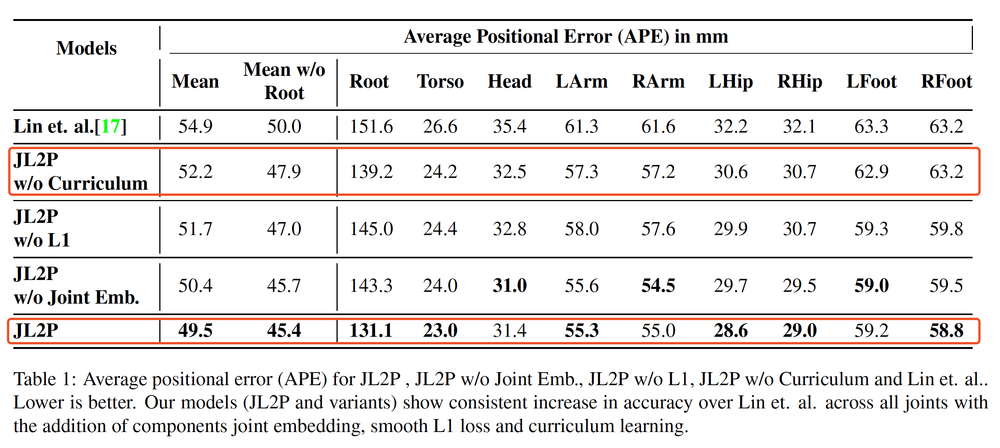 Models Average Positional Error (APE) in mm
Mean Mean w/o Root Root Torso Head LArm RArm LHip RHip LFoot RFoot
Lin et. al.[17] 54.9 50.0 151.6 26.6 35.4 61.3 61.6 32.2 32.1 63.3 63.2
JL2P
w/o Curriculum 52.2 47.9 139.2 24.2 32.5 57.3 57.2 30.6 30.7 62.9 63.2
JL2P
w/o L1 51.7 47.0 145.0 24.4 32.8 58.0 57.6 29.9 30.7 59.3 59.8
JL2P
w/o Joint Emb. 50.4 45.7 143.3 24.0 31.0 55.6 54.5 29.7 29.5 59.0 59.5
JL2P 49.5 45.4 131.1 23.0 31.4 55.3 55.0 28.6 29.0 59.2 58.8
Table 1: Average positional error (APE) for JL2P , JL2P w/o Joint Emb., JL2P w/o L1, JL2P w/o Curriculum and Lin et. al..
Lower is better. Our models (JL2P and variants) show consistent increase in accuracy over Lin et. al. across all joints with
the addition of components joint embedding, smooth L1 loss and curriculum learning.